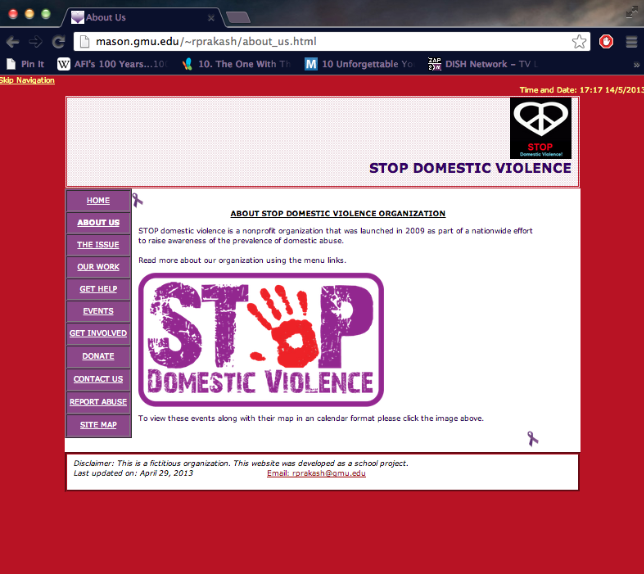 About Us
mason.gmu.edu/~rprakash/about_us.html
Pin It
AFI's 100 Years...10
10. The One With Th
10 Unforgettable Yo
DISH Network – TV L
Skip Navigation
Time and Date: 17:17 14/5/2013
STOP
Domestic Violence!
STOP DOMESTIC VIOLENCE
HOME
ABOUT US
THE ISSUE
OUR WORK
GET HELP
EVENTS
GET INVOLVED
DONATE
CONTACT US
REPORT ABUSE
SITE MAP
ABOUT STOP DOMESTIC VIOLENCE ORGANIZATION
STOP domestic violence is a nonprofit organization that was launched in 2009 as part of a nationwide effort
to raise awareness of the prevalence of domestic abuse.
Read more about our organization using the menu links.
STOP
DOMESTIC VIOLENCE
To view these events along with their map in an calendar format please click the image above.
Disclaimer: This is a fictitious organization. This website was developed as a school project.
Last updated on: April 29, 2013 Email: rprakash@gmu.edu